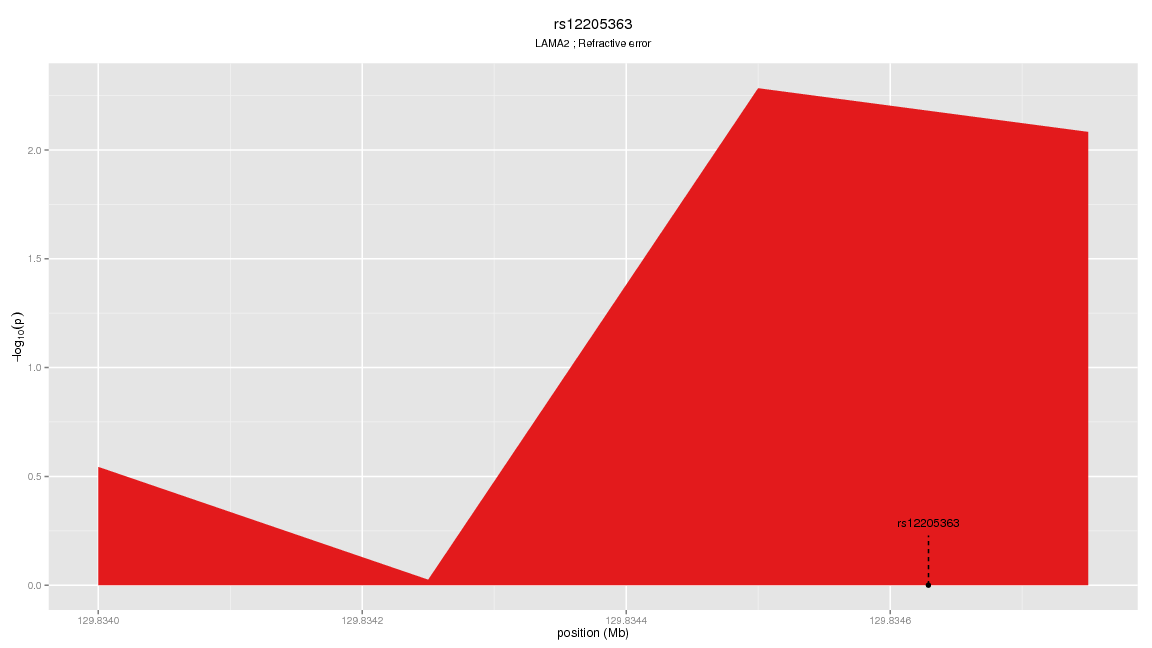 rs12205363
LAMA2 ; Refractive error
2.0
1.5
1.0
0.5
0.0
−log10(p)
rs12205363
129.8340
129.8342
129.8344
129.8346
position (Mb)